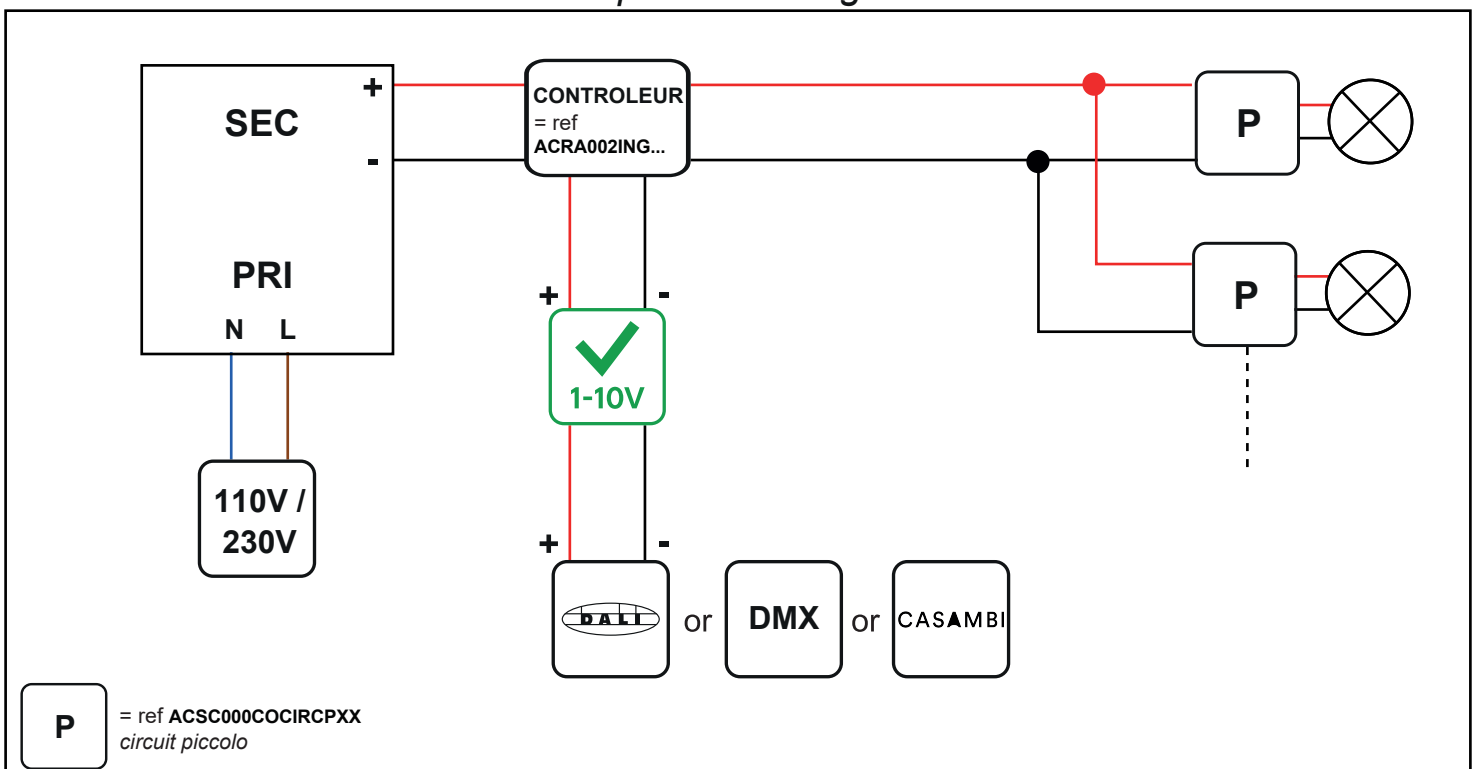 SEC
+
-
CONTROLEUR
= ref
ACRA002ING...
P
PRI
N L
+ -
P
1-10V
110V /
230V
+ -
DALI or DMX or CASAMBI
P
= ref ACSC000COCIRCPXX
circuit piccolo